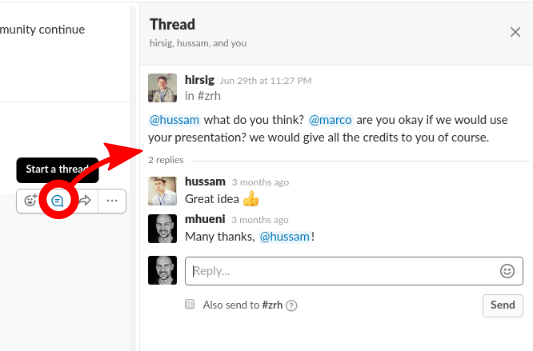 munity continue
Start a thread
Thread
hirsig, hussam, and you
hirsig Jun 29th at 11:27 PM
in #zrh
@hussam what do you think? @marco are you okay if we would use
your presentation? we would give all the credits to you of course.
2 replies
hussam 3 months ago
Great idea 👍
mhueni 3 months ago
Many thanks, @hussam!
Reply...
Also send to #zrh ?
Send